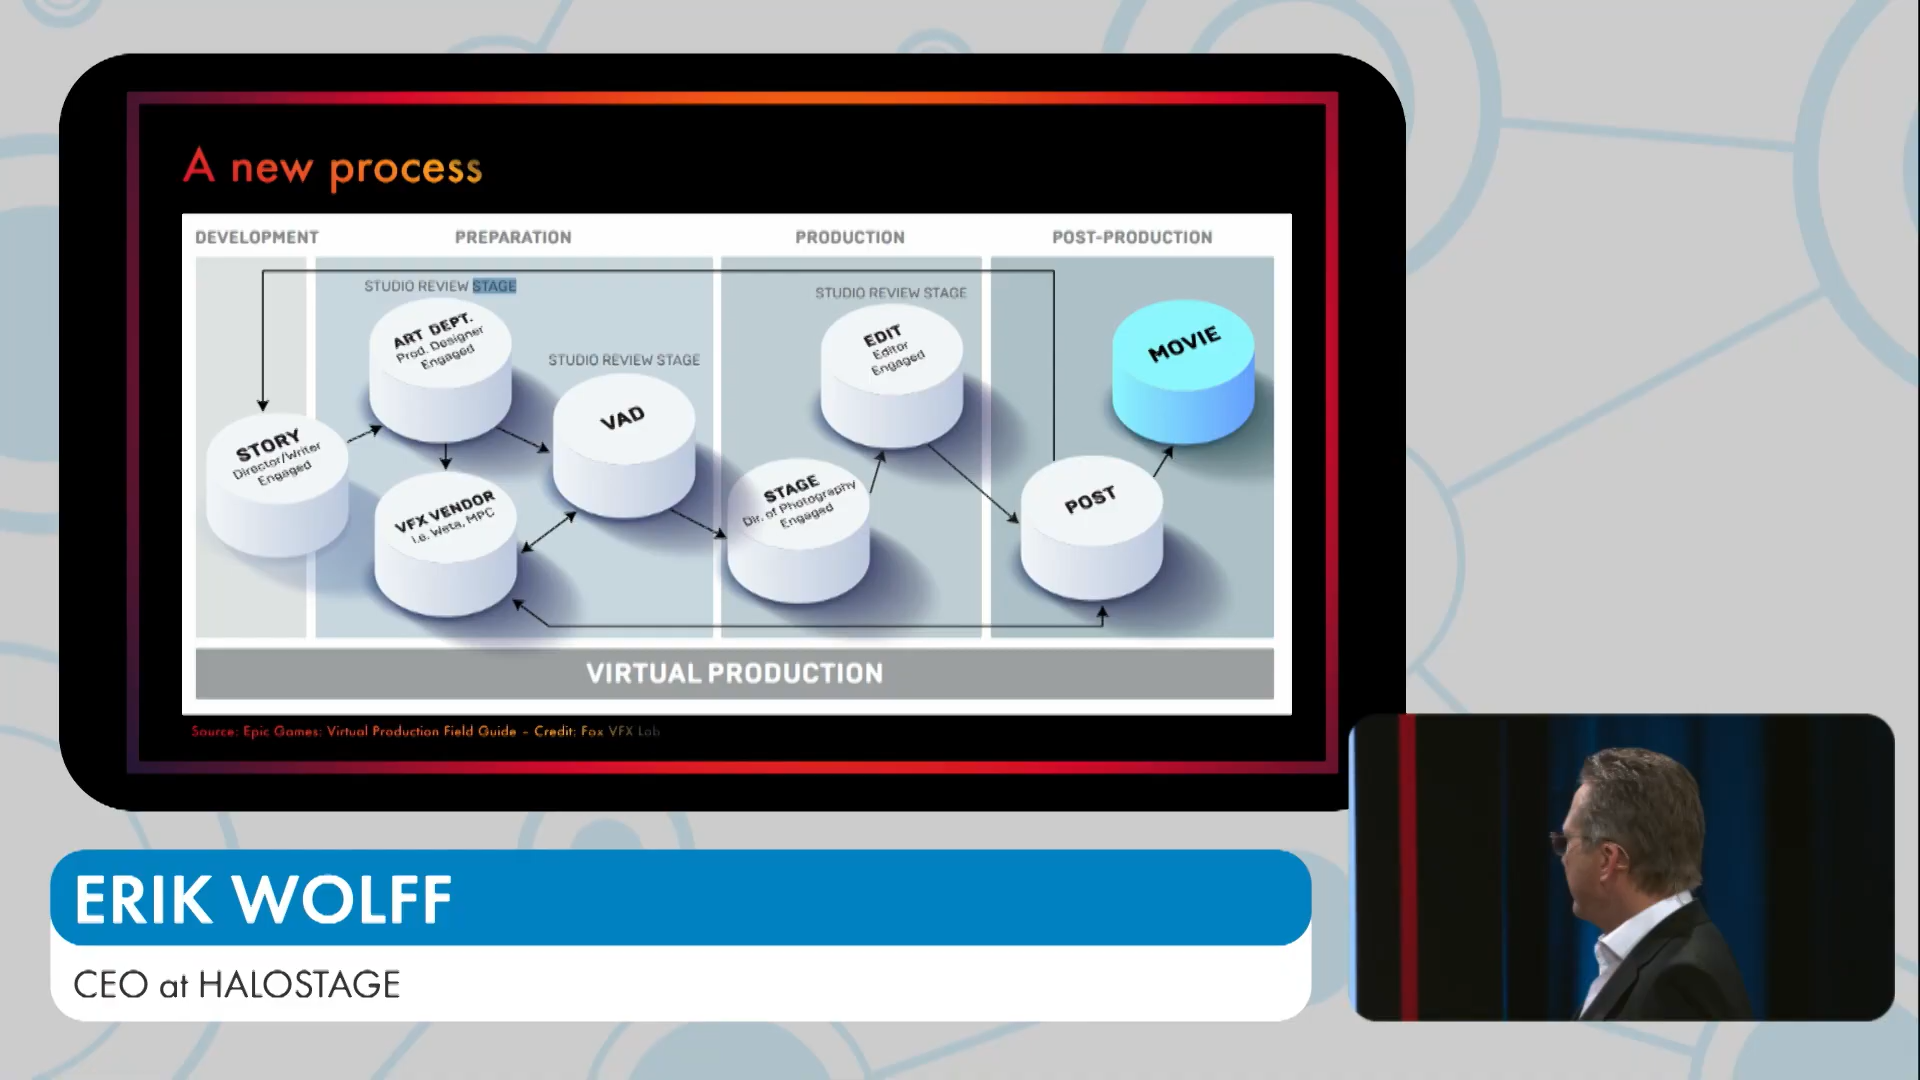 A new process
DEVELOPMENT
PREPARATION
PRODUCTION
POST-PRODUCTION
STUDIO REVIEW STAGE
ART DEPT.
Prod. Designer
Engaged
STUDIO REVIEW STAGE
VAD
STORY
Director/Writer
Engaged
VFX VENDOR
i.e. Weta, MPC
STUDIO REVIEW STAGE
EDIT
Editor
Engaged
STAGE
Dir. of Photography
Engaged
POST
MOVIE
VIRTUAL PRODUCTION
Source: Epic Games: Virtual Production Field Guide - Credit: Fox VFX Lab
ERIK WOLFF
CEO at HALOSTAGE